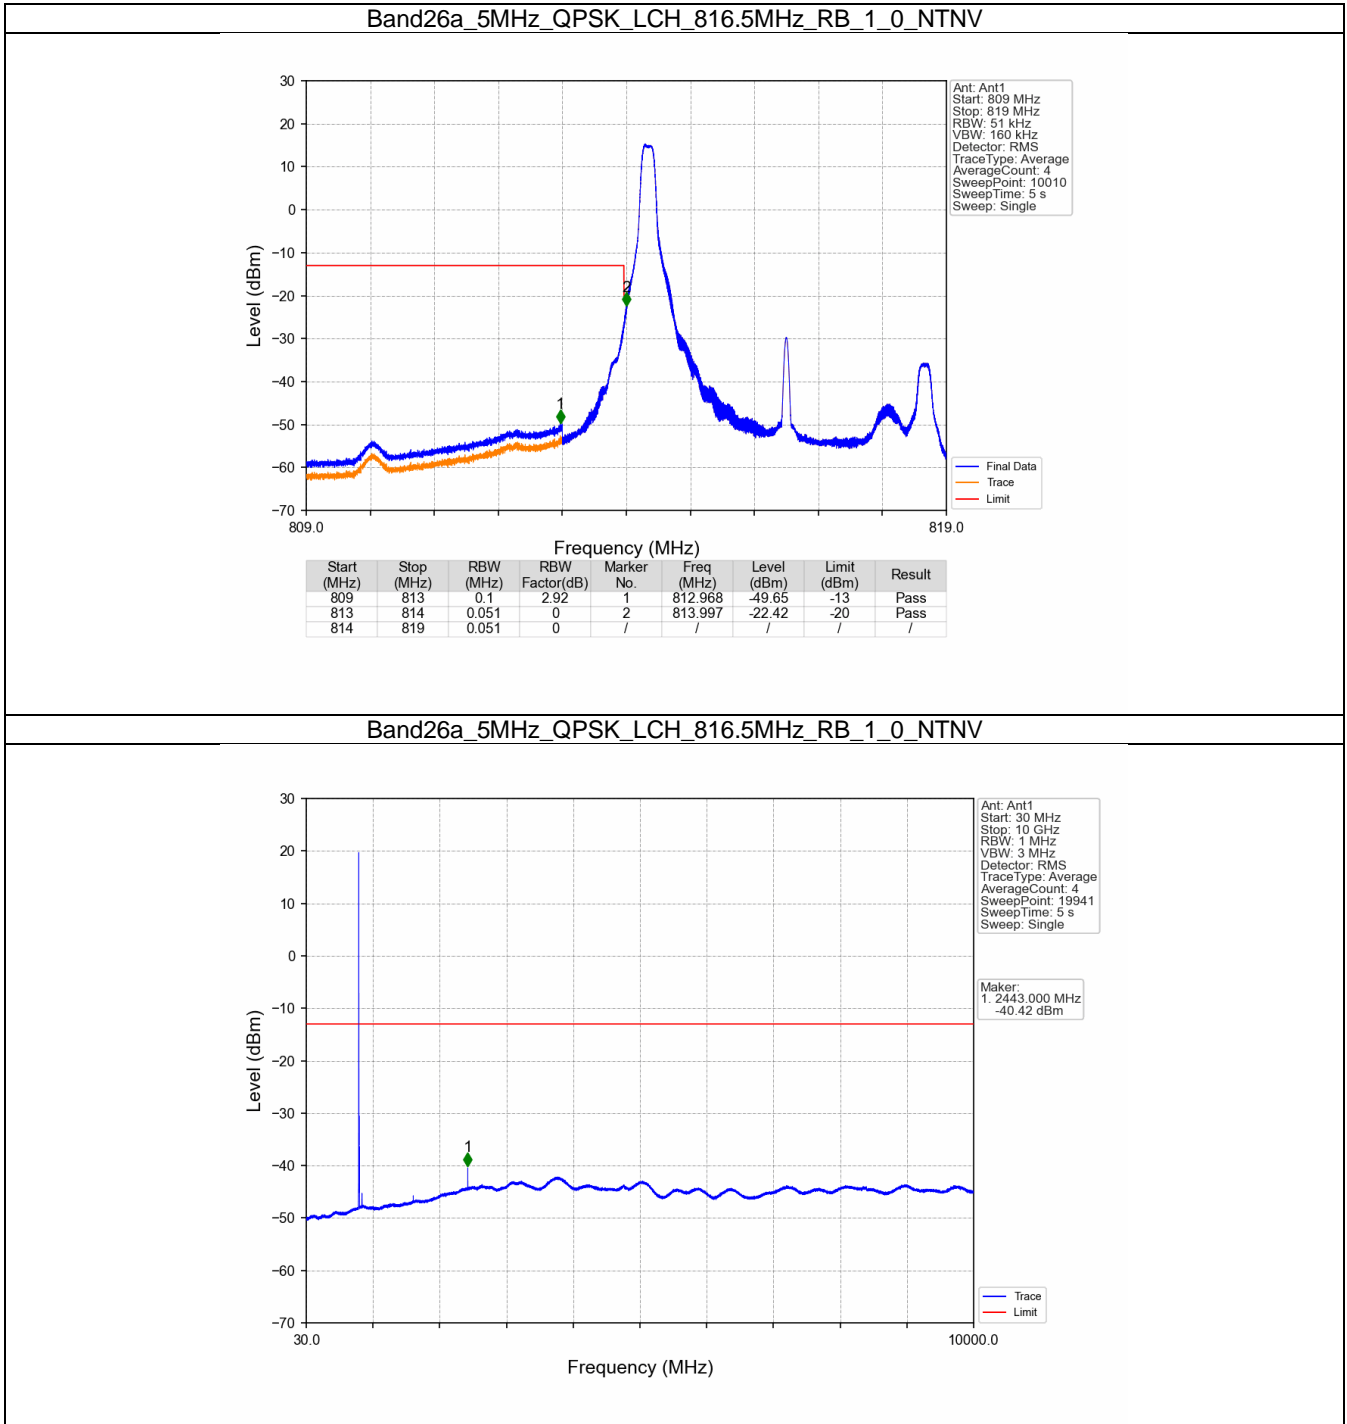 Band26a_5MHz_QPSK_LCH_816.5MHz_RB_1_0_NTNV
30
20
10
0
−10
−20
−30
−40
−50
−60
−70
Level (dBm)
1
2
809.0
819.0
Frequency (MHz)
Ant: Ant1
Start: 809 MHz
Stop: 819 MHz
RBW: 51 kHz
VBW: 160 kHz
Detector: RMS
TraceType: Average
AverageCount: 4
SweepPoint: 10010
SweepTime: 5 s
Sweep: Single
Final Data
Trace
Limit
Start (MHz) Stop (MHz) RBW (MHz) RBW Factor(dB) Marker No. Freq (MHz) Level (dBm) Limit (dBm) Result
809 813 0.1 2.92 1 812.968 -49.65 -13 Pass
813 814 0.051 0 2 813.997 -22.42 -20 Pass
814 819 0.051 0 / / / / /
Band26a_5MHz_QPSK_LCH_816.5MHz_RB_1_0_NTNV
30
20
10
0
−10
−20
−30
−40
−50
−60
−70
Level (dBm)
1
30.0
10000.0
Frequency (MHz)
Ant: Ant1
Start: 30 MHz
Stop: 10 GHz
RBW: 1 MHz
VBW: 3 MHz
Detector: RMS
TraceType: Average
AverageCount: 4
SweepPoint: 19941
SweepTime: 5 s
Sweep: Single
Maker:
1. 2443.000 MHz
-40.42 dBm
Trace
Limit